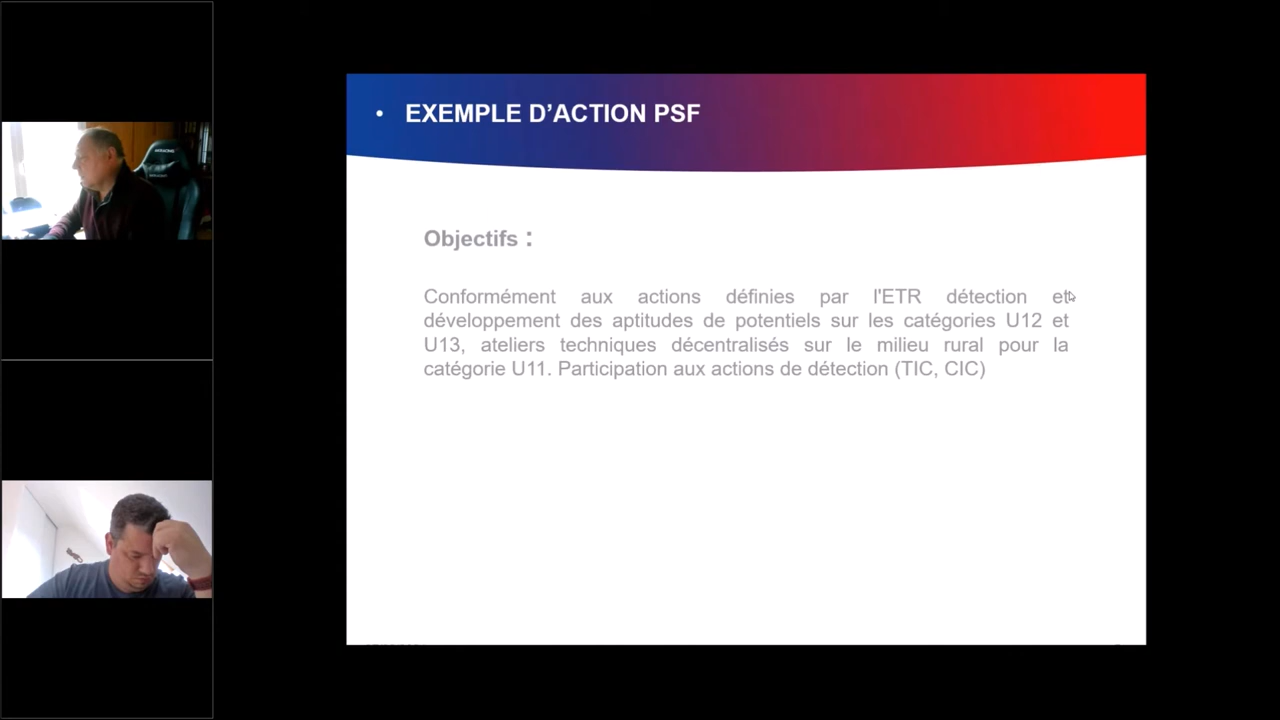 • EXEMPLE D’ACTION PSF
Objectifs :
Conformément aux actions définies par l'ETR détection et
développement des aptitudes de potentiels sur les catégories U12 et
U13, ateliers techniques décentralisés sur le milieu rural pour la
catégorie U11. Participation aux actions de détection (TIC, CIC)